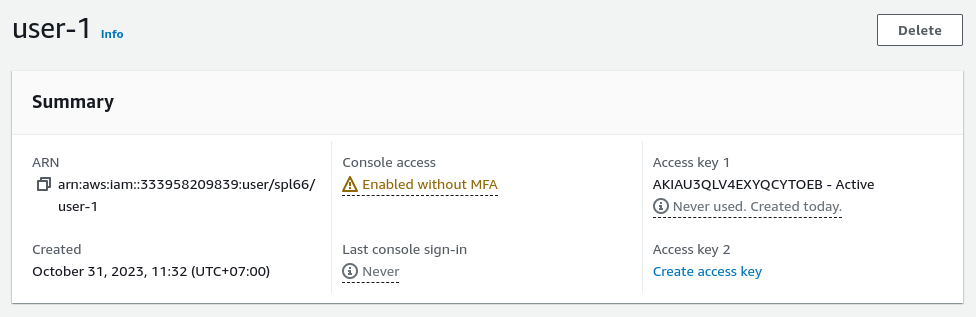 user-1 Info
Delete
Summary
ARN
arn:aws:iam::333958209839:user/spl66/
user-1
Created
October 31, 2023, 11:32 (UTC+07:00)
Console access
Enabled without MFA
Last console sign-in
Never
Access key 1
AKIAU3QLV4EXYQCYTOEB - Active
Never used. Created today.
Access key 2
Create access key